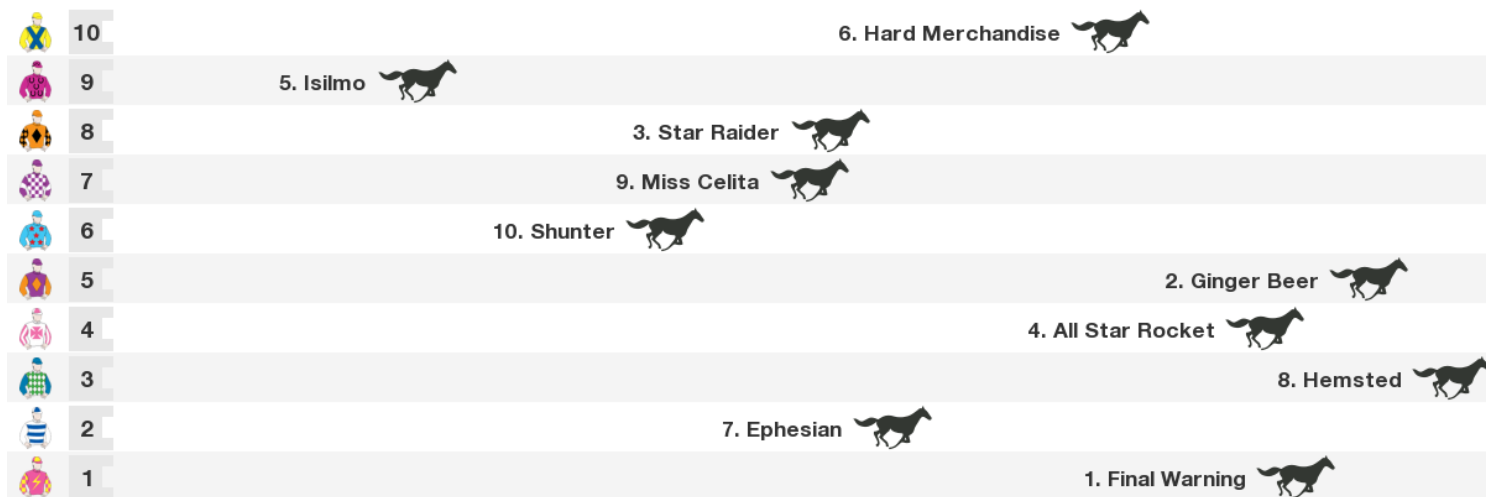 10 6. Hard Merchandise
9 5. Isilmo
8 3. Star Raider
7 9. Miss Celita
6 10. Shunter
5 2. Ginger Beer
4 4. All Star Rocket
3 8. Hemsted
2 7. Ephesian
1 1. Final Warning